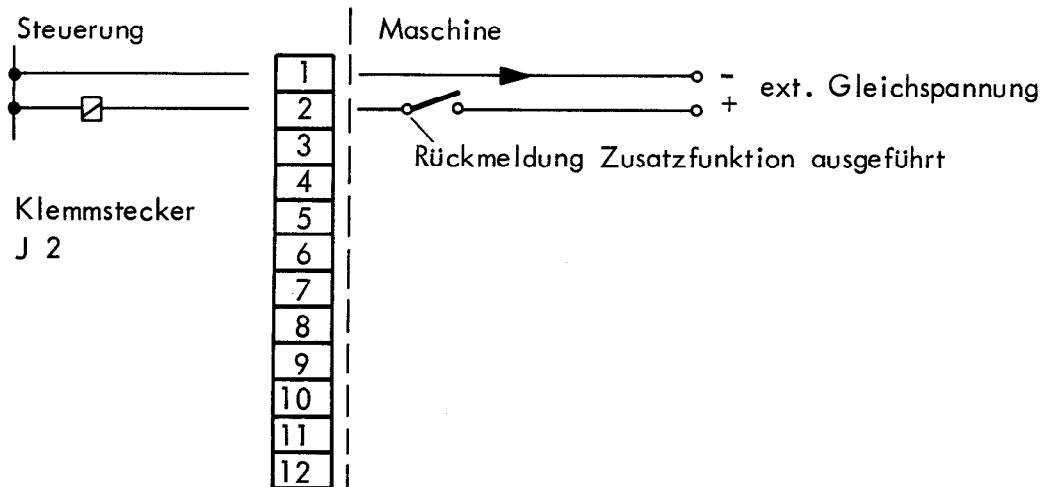 Steuerung
Maschine
1
-
ext. Gleichspannung
2
+
3
Rückmeldung Zusatzfunktion ausgeführt
4
Klemmstecker
5
J 2
6
7
8
9
10
11
12